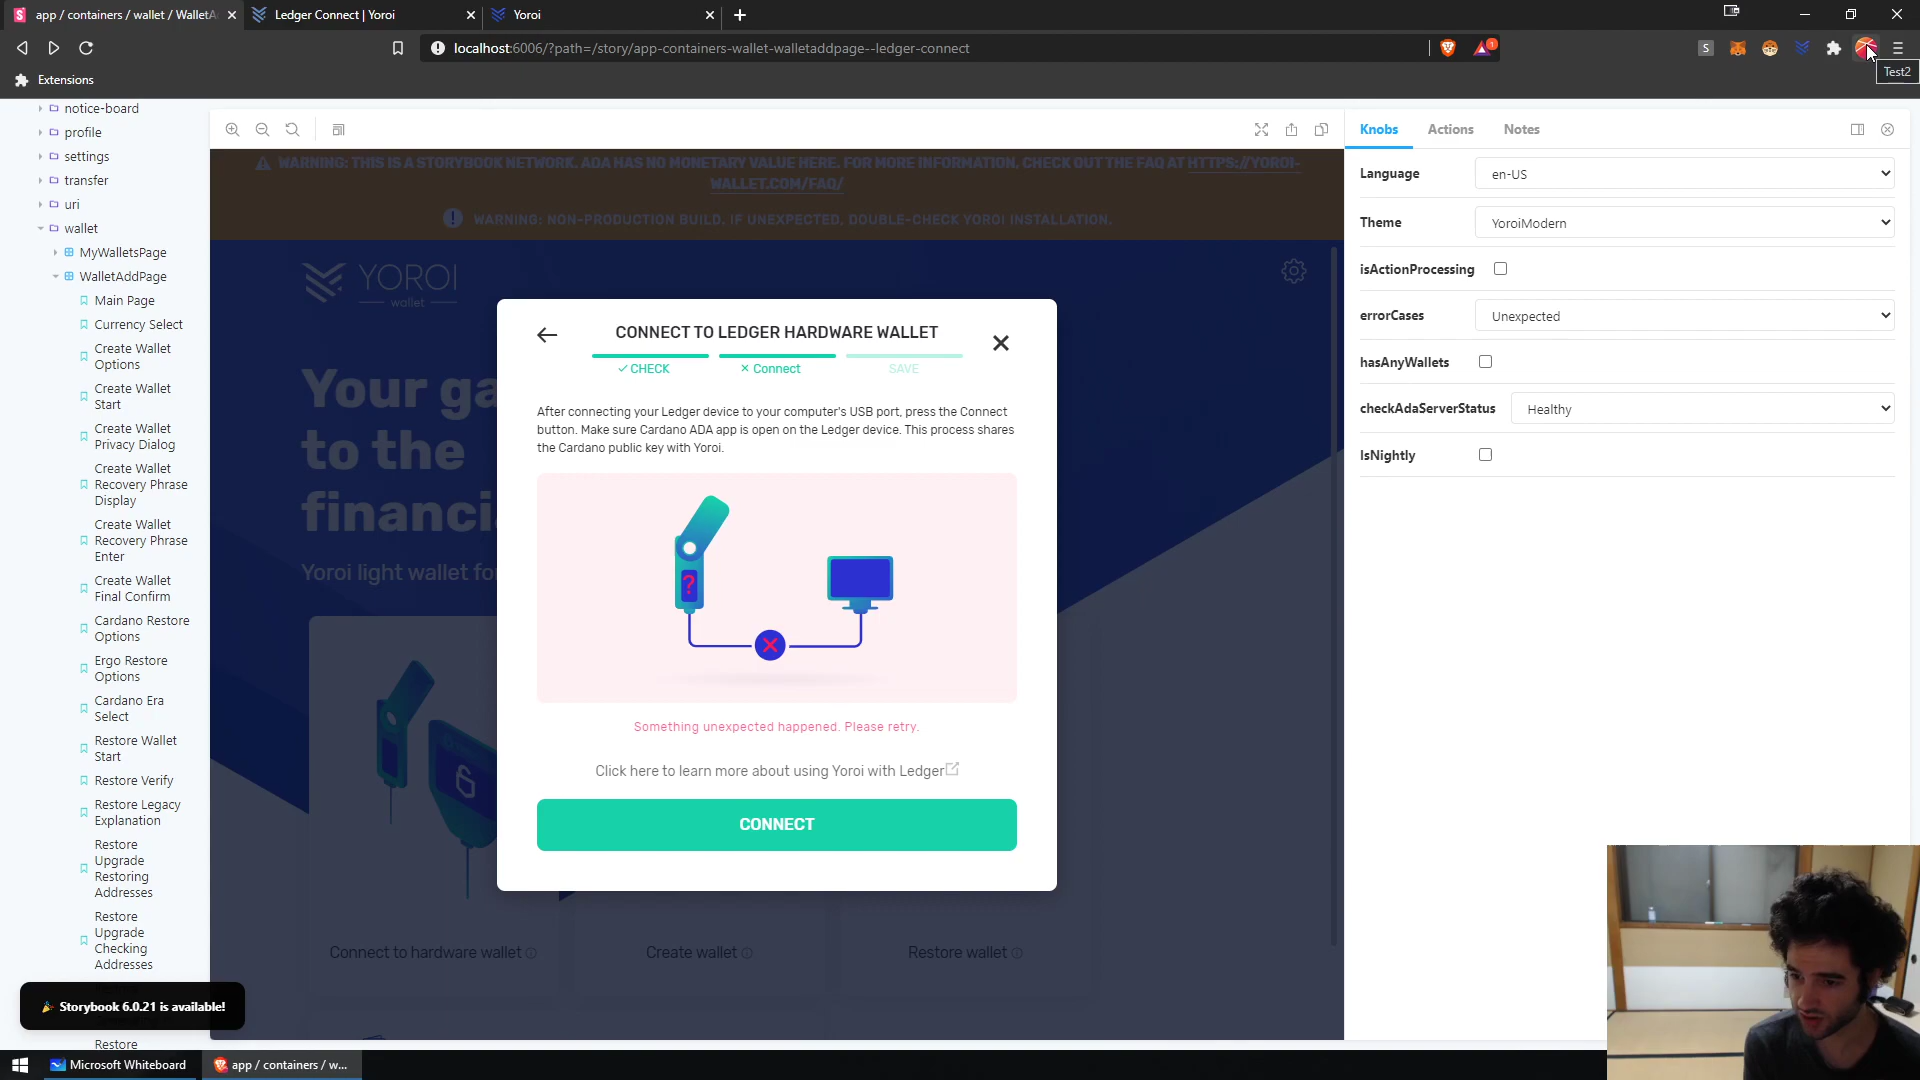 app / containers / wallet / WalletA
Ledger Connect | Yoroi
Yoroi
localhost:6006/?path=/story/app-containers-wallet-walletaddpage--ledger-connect
1
S
Test2
Extensions
notice-board
profile
settings
transfer
uri
wallet
MyWalletsPage
WalletAddPage
Main Page
Currency Select
Create Wallet
Options
Create Wallet
Start
Create Wallet
Privacy Dialog
Create Wallet
Recovery Phrase
Display
Create Wallet
Recovery Phrase
Enter
Create Wallet
Final Confirm
Cardano Restore
Options
Ergo Restore
Options
Cardano Era
Select
Restore Wallet
Start
Restore Verify
Restore Legacy
Explanation
Restore
Upgrade
Restoring
Addresses
Restore
Upgrade
Checking
Addresses
Storybook 6.0.21 is available!
Restore
WARNING: THIS IS A STORYBOOK NETWORK. ADA HAS NO MONETARY VALUE HERE. FOR MORE INFORMATION, CHECK OUT THE FAQ AT HTTPS://YOROI-
WALLET.COM/FAQ/
WARNING: NON-PRODUCTION BUILD. IF UNEXPECTED, DOUBLE-CHECK YOROI INSTALLATION.
YOROI
wallet
Your ga
to the
financi
Yoroi light wallet for
CONNECT TO LEDGER HARDWARE WALLET
CHECK
Connect
SAVE
After connecting your Ledger device to your computer's USB port, press the Connect
button. Make sure Cardano ADA app is open on the Ledger device. This process shares
the Cardano public key with Yoroi.
?
Something unexpected happened. Please retry.
Click here to learn more about using Yoroi with Ledger
CONNECT
Connect to hardware wallet
Create wallet
Restore wallet
Knobs
Actions
Notes
Language
en-US
Theme
YoroiModern
isActionProcessing
errorCases
Unexpected
hasAnyWallets
checkAdaServerStatus
Healthy
IsNightly
Microsoft Whiteboard
app / containers / w...